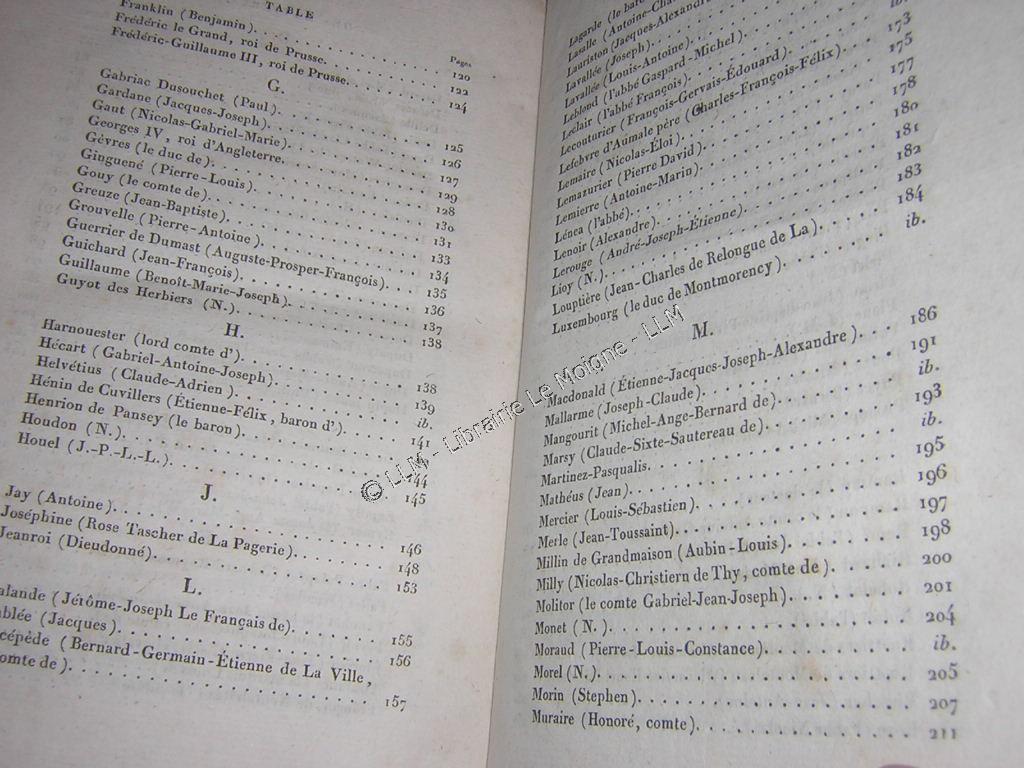 TABLE
Pages
Franklin (Benjamin). 120
Frédéric le Grand, roi de Prusse. 122
Frédéric-Guillaume III, roi de Prusse. 124
G.
Gabriac Dusouchet (Paul). 125
Gardane (Jacques-Joseph). 126
Gaut (Nicolas-Gabriel-Marie). 127
Georges IV, roi d'Angleterre. 129
Gèvres (le duc de). 128
Ginguené (Pierre-Louis). 130
Gouy (le comte de). 131
Greuze (Jean-Baptiste). 133
Grouvelle (Pierre-Antoine). 134
Guerrier de Dumast (Auguste-Prosper-François). 135
Guichard (Jean-François). 136
Guillaume (Benoît-Marie-Joseph). 137
Guyot des Herbiers (N.) 138
H.
Harnouester (lord comte d'). 138
Hécart (Gabriel-Antoine-Joseph). 139
Helvétius (Claude-Adrien). ib.
Hénin de Cuvillers (Étienne-Félix, baron d'). 141
Henrion de Pansey (le baron). ib.
Houdon (N.). 144
Houel (J.-P.-L.-L.). 145
J.
Jay (Antoine). 146
Joséphine (Rose Tascher de La Pagerie). 148
Jeanroi (Dieudonné). 153
L.
alande (Jérôme-Joseph Le Français de). 155
ablée (Jacques). 156
cépède (Bernard-Germain-Étienne de La Ville,
omte de). 157
Lagarde (le baro
Lasalle (Antoine-Cha
Lauriston (Jacques-Alexandre
Lavallée (Joseph)
Lavallée (Louis-Antoine)
Leblond (l'abbé Gaspard-Michel)
Leclair (l'abbé François).
Lecouturier (François-Gervais-Édouard). ib.
Lefebvre d'Aumale père (Charles-François-Félix). 173
Lemaire (Nicolas-Éloi). 175
Lemazurier (Pierre David). 177
Lemierre (Antoine-Marin). 178
Lénea (l'abbé). 180
Lenoir (Alexandre). 181
Lerouge (André-Joseph-Étienne). 182
Lioy (N.). 183
Louptière (Jean-Charles de Relongue de La). 184
Luxembourg (le duc de Montmorency). ib.
M.
Macdonald (Étienne-Jacques-Joseph-Alexandre). 186
Mallarme (Joseph-Claude). 191
Mangourit (Michel-Ange-Bernard de). ib.
Marsy (Claude-Sixte-Sautereau de). 193
Martinez-Pasqualis. ib.
Mathéus (Jean). 195
Mercier (Louis-Sébastien). 196
Merle (Jean-Toussaint). 197
Millin de Grandmaison (Aubin-Louis). 198
Milly (Nicolas-Christiern de Thy, comte de). 200
Molitor (le comte Gabriel-Jean-Joseph). 201
Monet (N.). 204
Moraud (Pierre-Louis-Constance). ib.
Morel (N.). 205
Morin (Stephen). 207
Muraire (Honoré, comte). 211
© LLM - Librairie Le Moigne - LLM